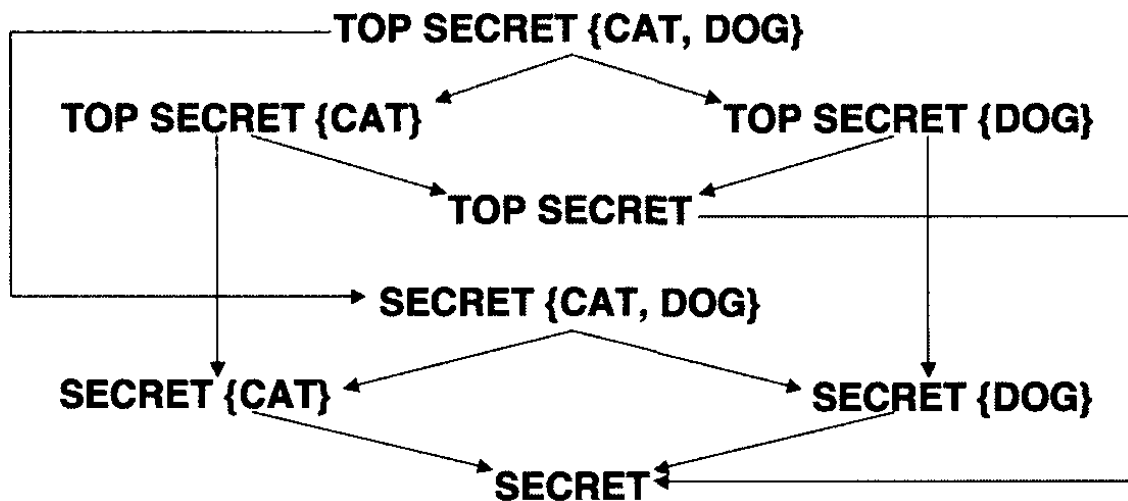 TOP SECRET {CAT, DOG}
TOP SECRET {CAT}
TOP SECRET {DOG}
TOP SECRET
SECRET {CAT, DOG}
SECRET {CAT}
SECRET {DOG}
SECRET